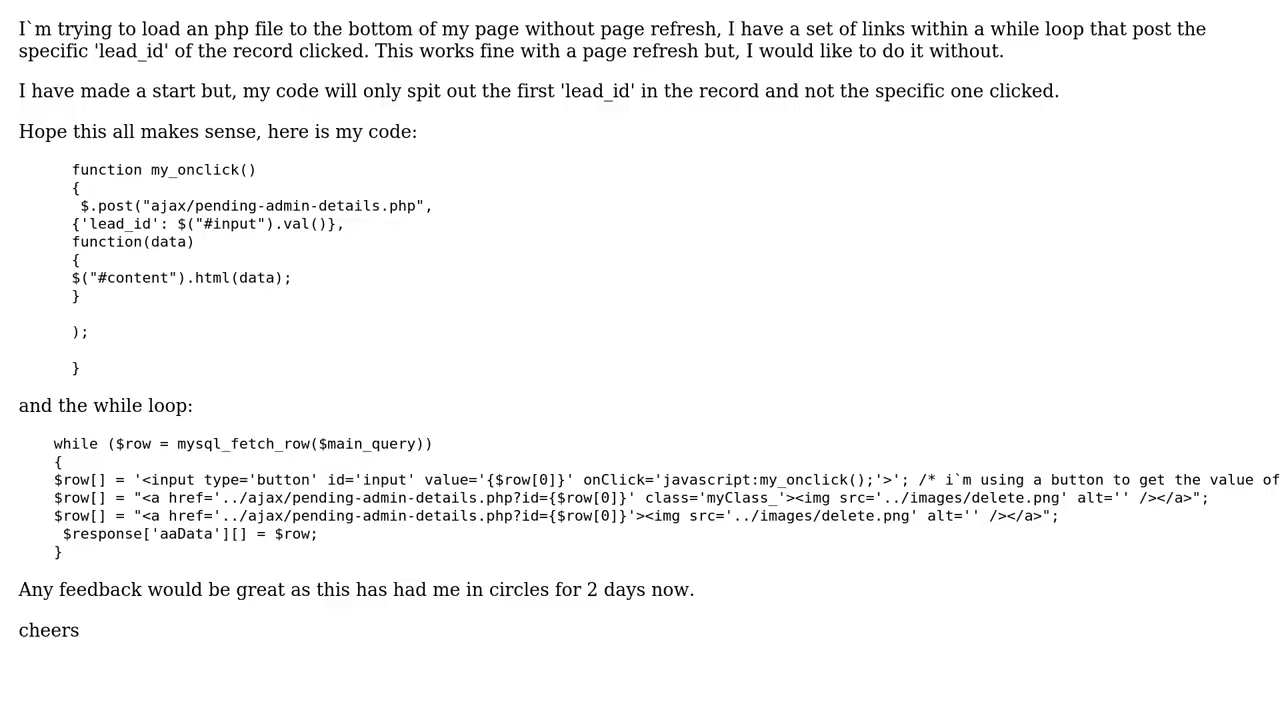 I`m trying to load an php file to the bottom of my page without page refresh, I have a set of links within a while loop that post the
specific 'lead_id' of the record clicked. This works fine with a page refresh but, I would like to do it without.
I have made a start but, my code will only spit out the first 'lead_id' in the record and not the specific one clicked.
Hope this all makes sense, here is my code:
function my_onclick()
{
$.post("ajax/pending-admin-details.php",
{'lead_id': $("#input").val()},
function(data)
{
$("#content").html(data);
}
);
}
and the while loop:
while ($row = mysql_fetch_row($main_query))
{
$row[] = '<input type='button' id='input' value='{$row[0]}' onClick='javascript:my_onclick();'>'; /* i`m using a button to get the value of
$row[] = "<a href='../ajax/pending-admin-details.php?id={$row[0]}' class='myClass_'><img src='../images/delete.png' alt='' /></a>";
$row[] = "<a href='../ajax/pending-admin-details.php?id={$row[0]}'><img src='../images/delete.png' alt='' /></a>";
$response['aaData'][] = $row;
}
Any feedback would be great as this has had me in circles for 2 days now.
cheers